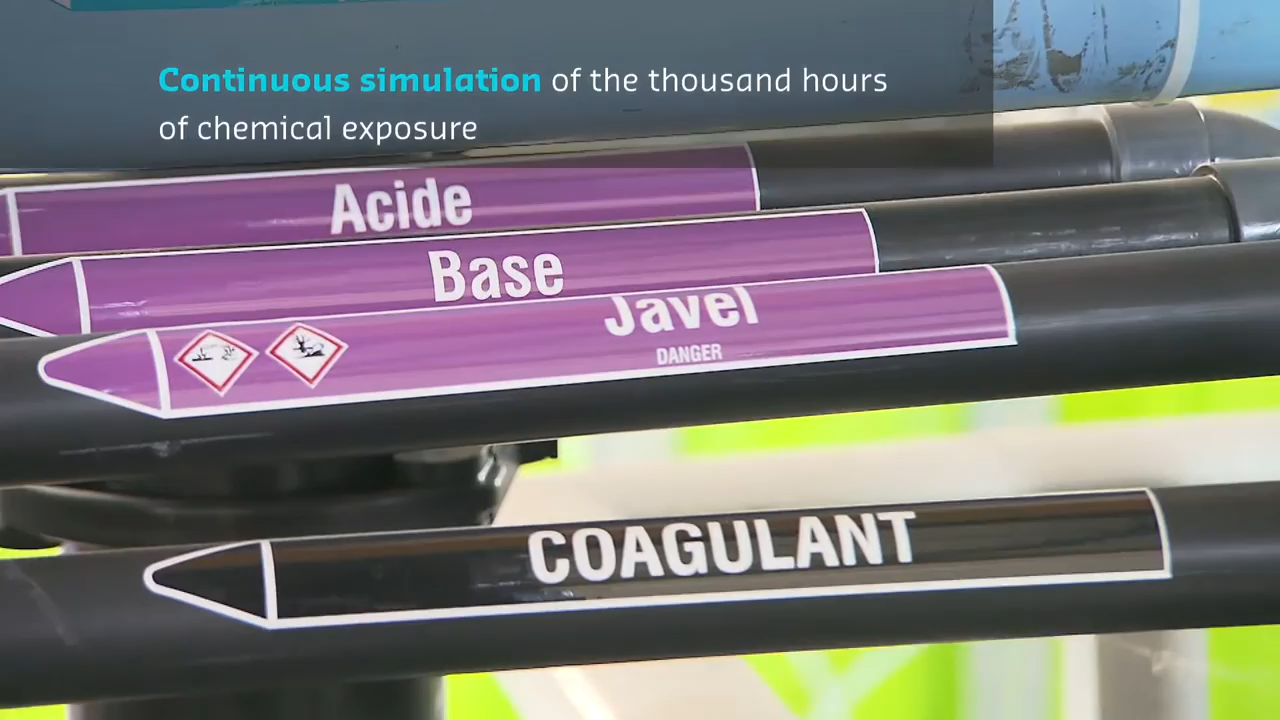 Continuous simulation of the thousand hours
of chemical exposure
Acide
Base
Javel
DANGER
COAGULANT